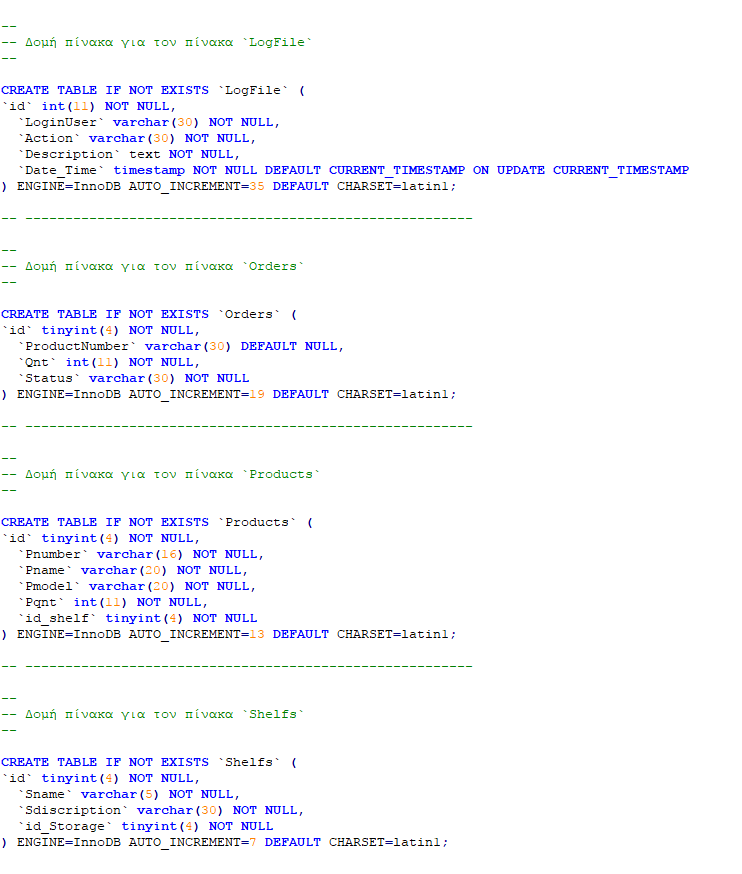 --
-- Δομή πίνακα για τον πίνακα `LogFile`
--
CREATE TABLE IF NOT EXISTS `LogFile` (
`id` int(11) NOT NULL,
  `LoginUser` varchar(30) NOT NULL,
  `Action` varchar(30) NOT NULL,
  `Description` text NOT NULL,
  `Date_Time` timestamp NOT NULL DEFAULT CURRENT_TIMESTAMP ON UPDATE CURRENT_TIMESTAMP
) ENGINE=InnoDB AUTO_INCREMENT=35 DEFAULT CHARSET=latin1;
-- --------------------------------------------------------
--
-- Δομή πίνακα για τον πίνακα `Orders`
--
CREATE TABLE IF NOT EXISTS `Orders` (
`id` tinyint(4) NOT NULL,
  `ProductNumber` varchar(30) DEFAULT NULL,
  `Qnt` int(11) NOT NULL,
  `Status` varchar(30) NOT NULL
) ENGINE=InnoDB AUTO_INCREMENT=19 DEFAULT CHARSET=latin1;
-- --------------------------------------------------------
--
-- Δομή πίνακα για τον πίνακα `Products`
--
CREATE TABLE IF NOT EXISTS `Products` (
`id` tinyint(4) NOT NULL,
  `Pnumber` varchar(16) NOT NULL,
  `Pname` varchar(20) NOT NULL,
  `Pmodel` varchar(20) NOT NULL,
  `Pqnt` int(11) NOT NULL,
  `id_shelf` tinyint(4) NOT NULL
) ENGINE=InnoDB AUTO_INCREMENT=13 DEFAULT CHARSET=latin1;
-- --------------------------------------------------------
--
-- Δομή πίνακα για τον πίνακα `Shelfs`
--
CREATE TABLE IF NOT EXISTS `Shelfs` (
`id` tinyint(4) NOT NULL,
  `Sname` varchar(5) NOT NULL,
  `Sdiscription` varchar(30) NOT NULL,
  `id_Storage` tinyint(4) NOT NULL
) ENGINE=InnoDB AUTO_INCREMENT=7 DEFAULT CHARSET=latin1;